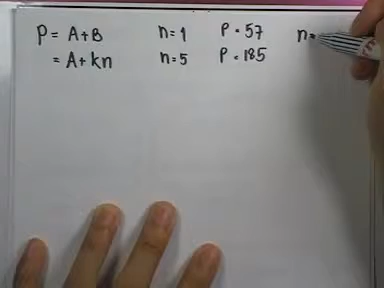 P = A+B n=1 P = 57 n=
= A+kn n=5 P = 185